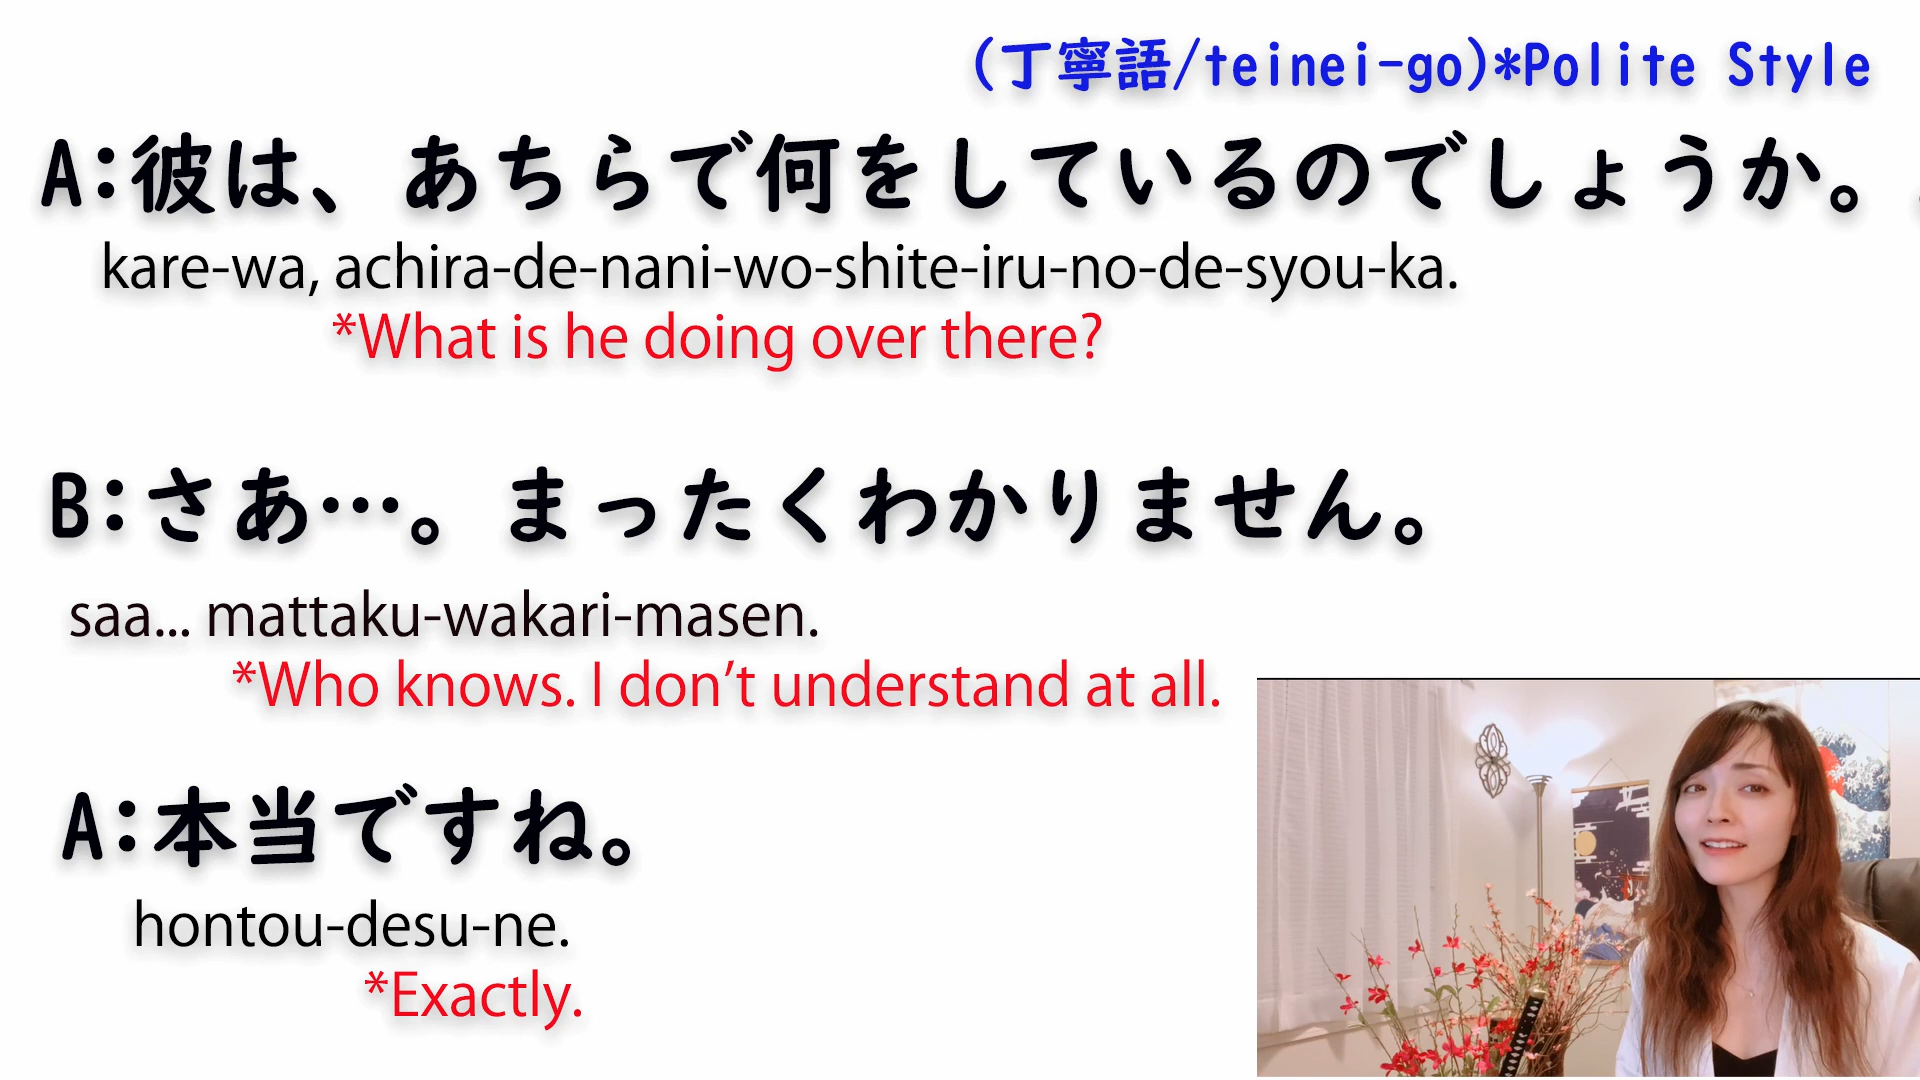 (丁寧語/teinei-go)*Polite Style
A:彼は、あちらで何をしているのでしょうか。
kare-wa, achira-de-nani-wo-shite-iru-no-de-syou-ka.
*What is he doing over there?
B:さあ…。まったくわかりません。
saa... mattaku-wakari-masen.
*Who knows. I don’t understand at all.
A:本当ですね。
hontou-desu-ne.
*Exactly.